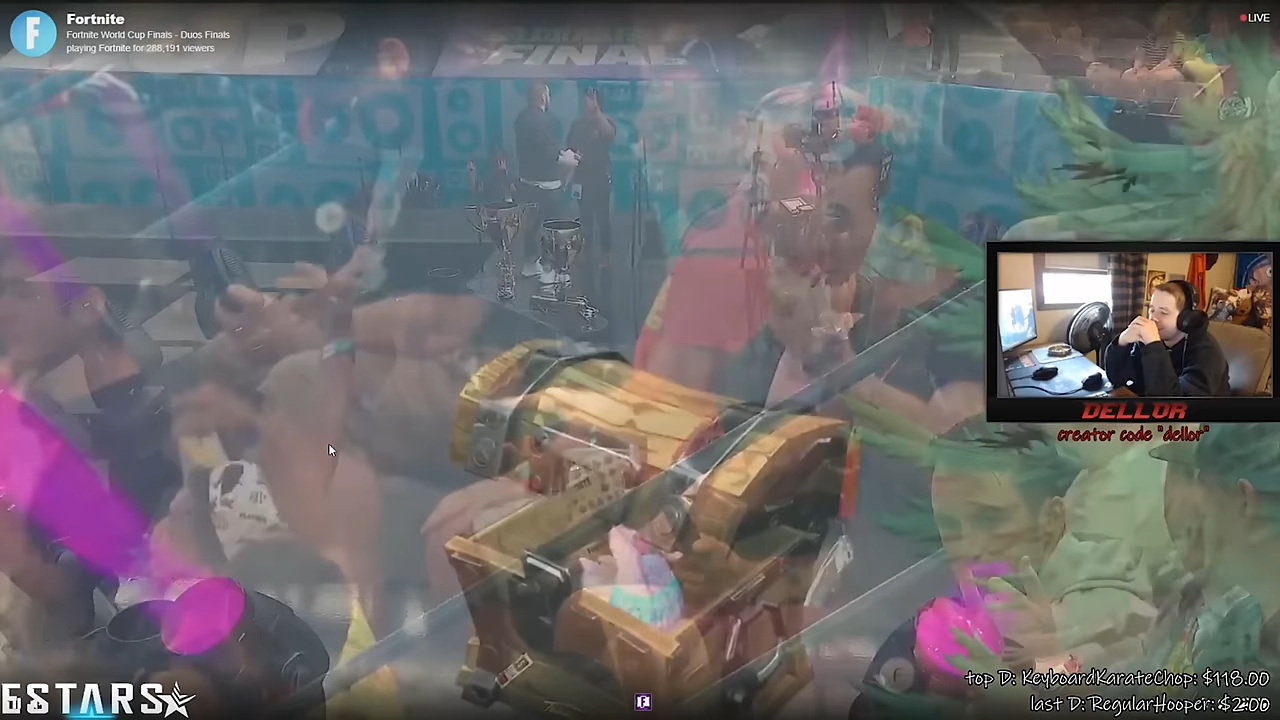 Fortnite
Fortnite World Cup Finals - Duos Finals
playing Fortnite for 288,191 viewers
LIVE
FINAL
DELLOR
creator code "dellor"
6STARS
top D: KeyboardKarateChop: $118.00
last D: RegularHooper: $2.00